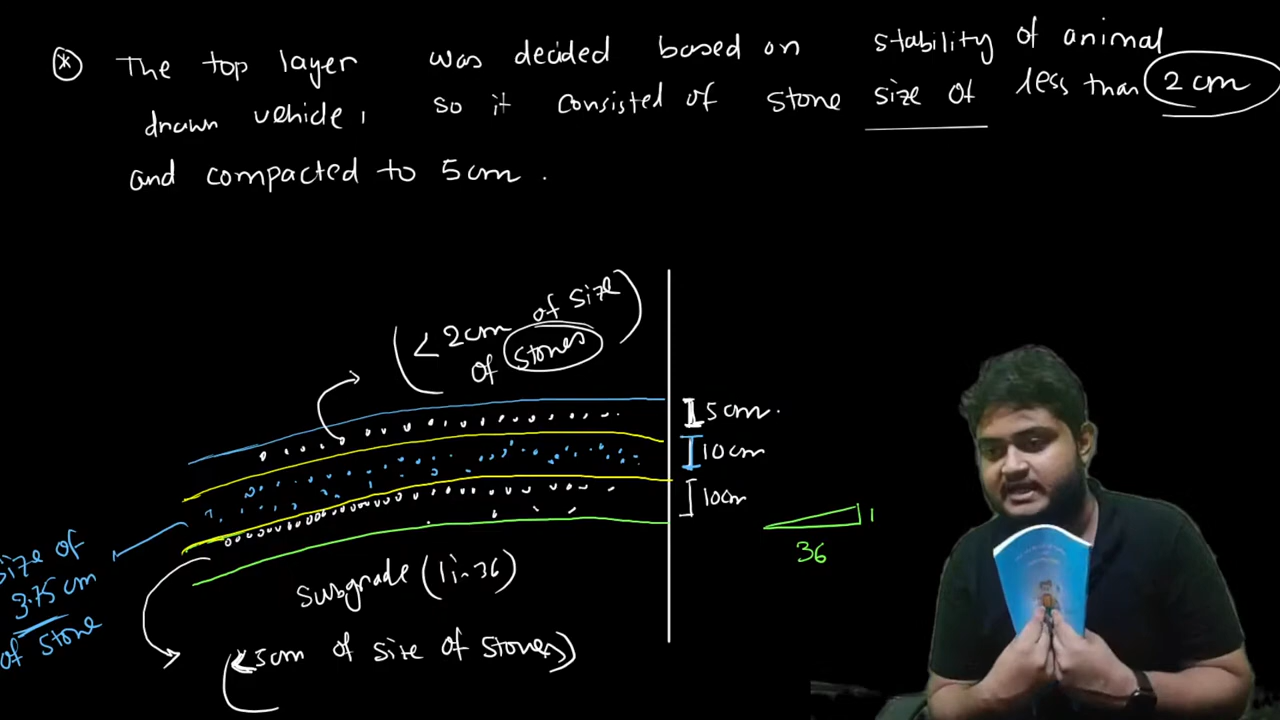 * The top layer was decided based on stability of animal
drawn vehicle, so it consisted of stone size of less than 2 cm
and compacted to 5 cm.
(< 2 cm of size
of stones)
5 cm.
10 cm
10 cm
1
36
size of
3.75 cm
of stone
Subgrade (1 in 36)
(< 5cm of size of stones)